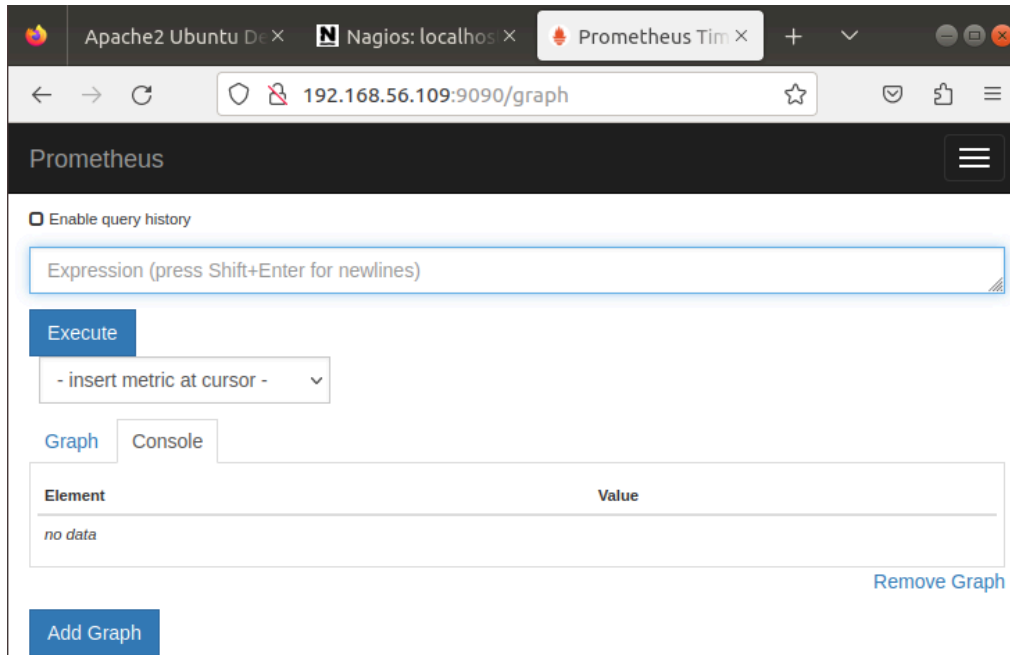 Apache2 Ubuntu De Nagios: localhos Prometheus Tim
192.168.56.109:9090/graph
Prometheus
Enable query history
Expression (press Shift+Enter for newlines)
Execute
- insert metric at cursor -
Graph Console
Element Value
no data
Remove Graph
Add Graph